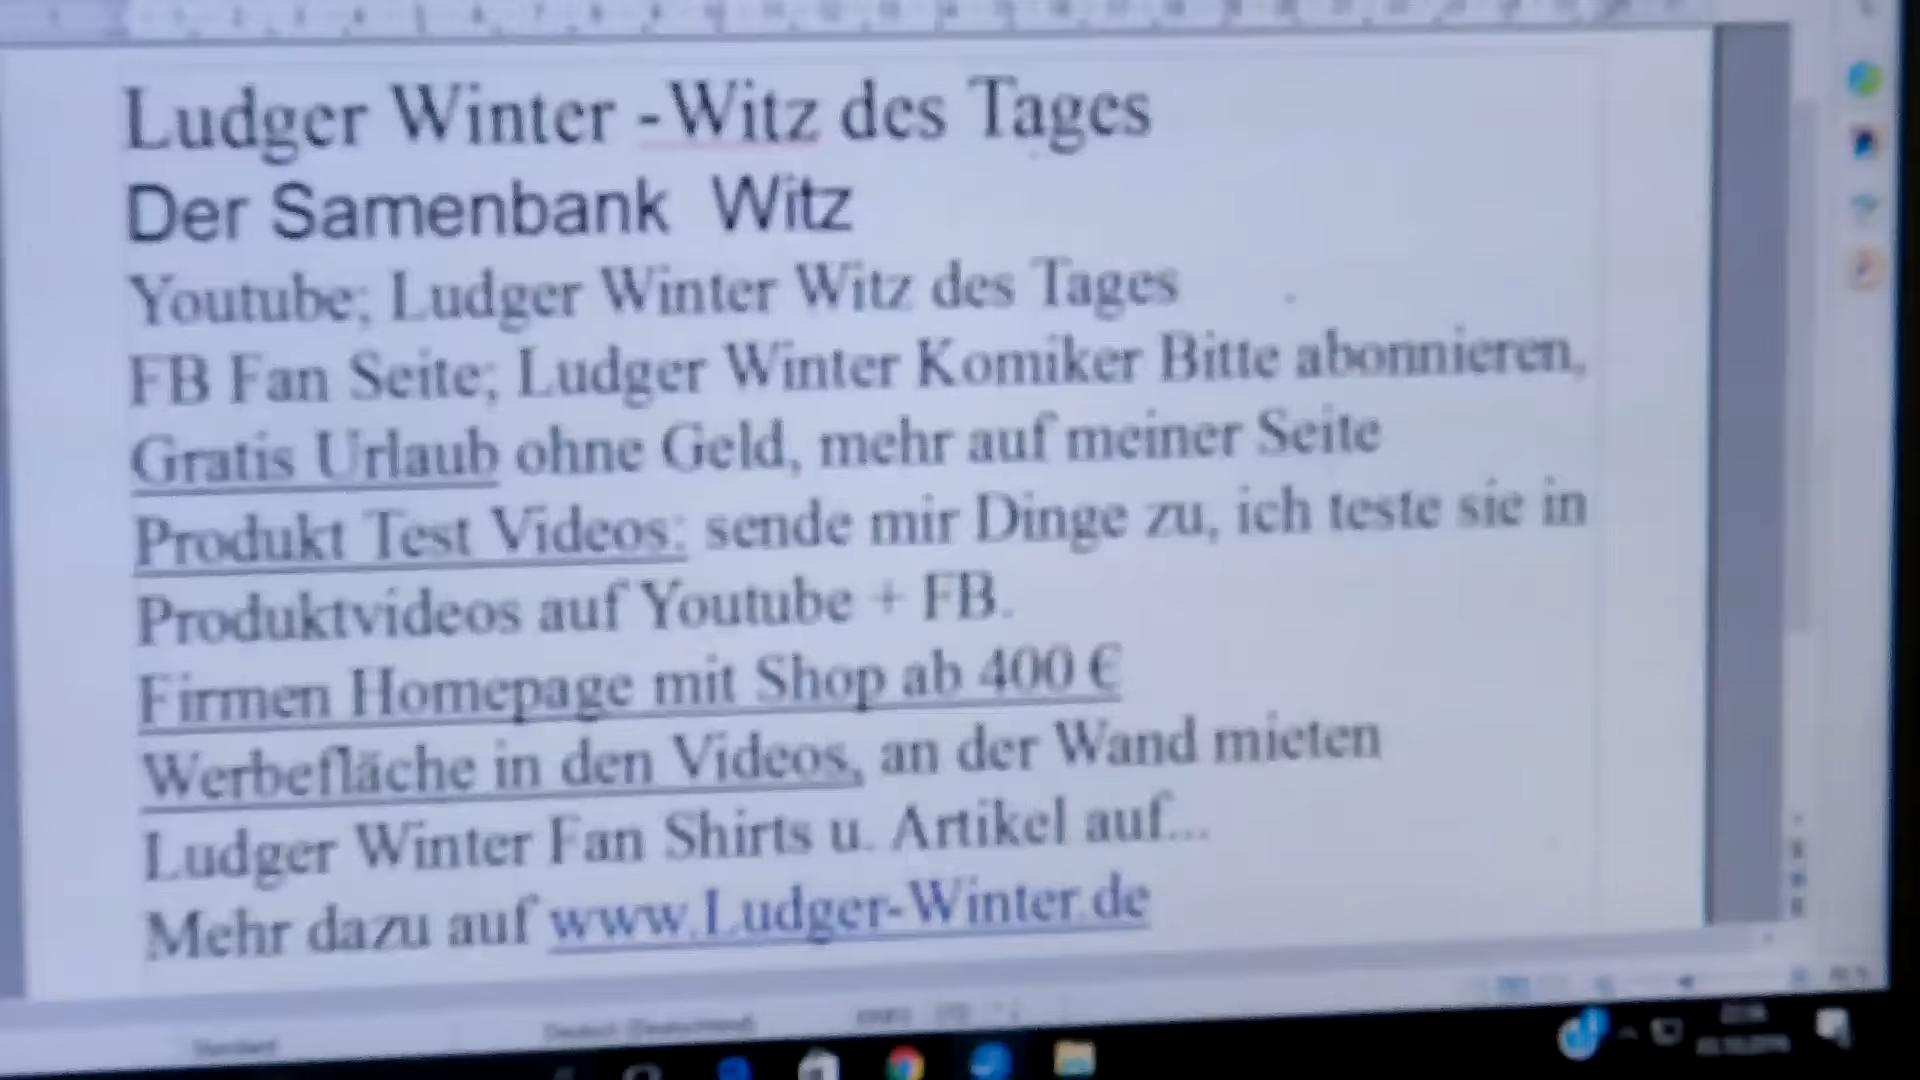 Ludger Winter -Witz des Tages
Der Samenbank Witz
Youtube; Ludger Winter Witz des Tages
FB Fan Seite; Ludger Winter Komiker Bitte abonnieren,
Gratis Urlaub ohne Geld, mehr auf meiner Seite
Produkt Test Videos: sende mir Dinge zu, ich teste sie in
Produktvideos auf Youtube + FB.
Firmen Homepage mit Shop ab 400 €
Werbefläche in den Videos, an der Wand mieten
Ludger Winter Fan Shirts u. Artikel auf...
Mehr dazu auf www.Ludger-Winter.de
Standard Deutsch (Deutschland)